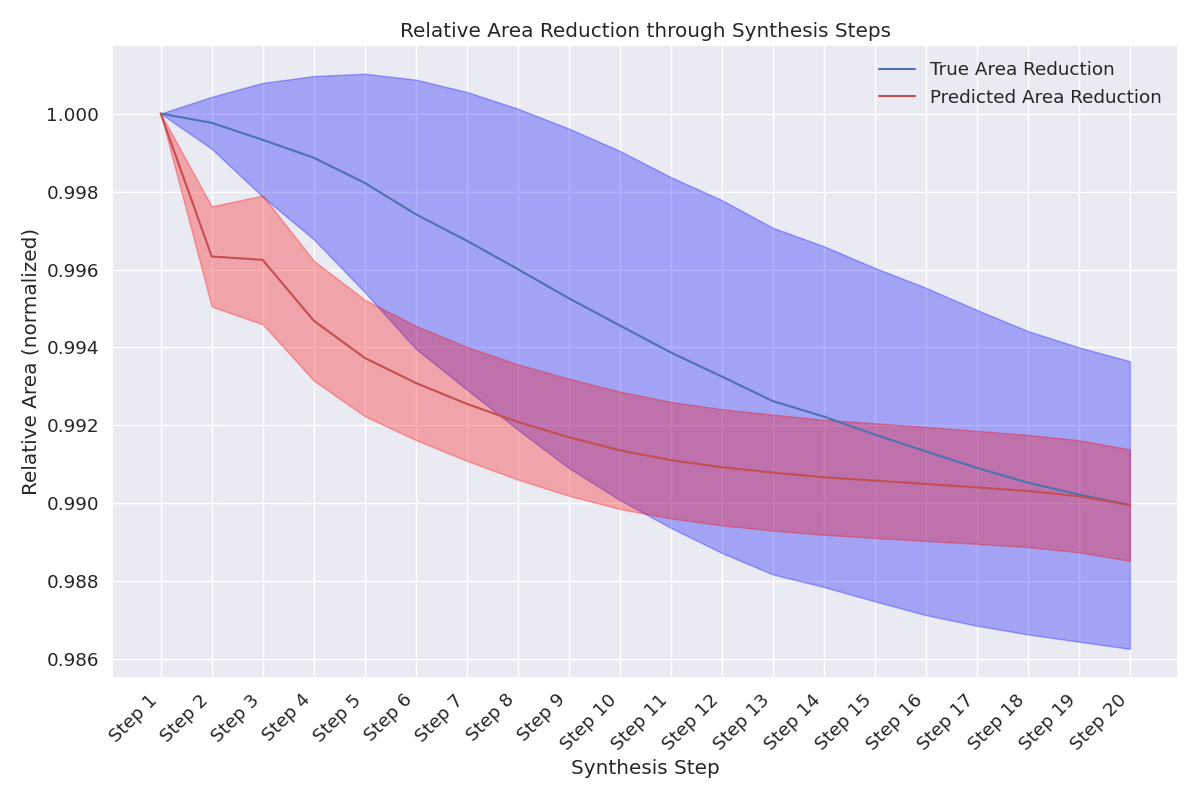 Relative Area Reduction through Synthesis Steps
True Area Reduction
Predicted Area Reduction
Relative Area (normalized)
1.000
0.998
0.996
0.994
0.992
0.990
0.988
0.986
Step 1
Step 2
Step 3
Step 4
Step 5
Step 6
Step 7
Step 8
Step 9
Step 10
Step 11
Step 12
Step 13
Step 14
Step 15
Step 16
Step 17
Step 18
Step 19
Step 20
Synthesis Step